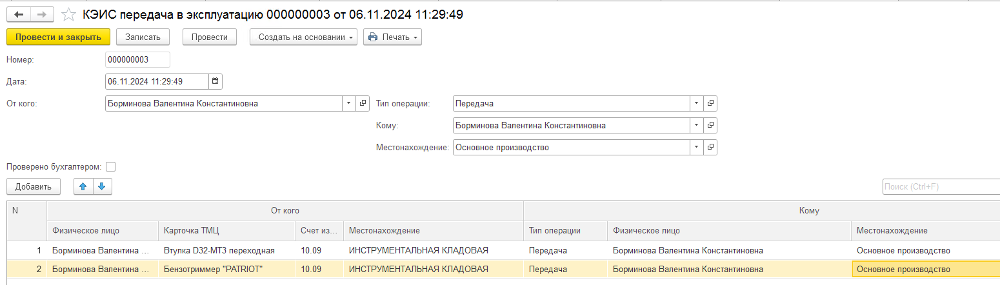 КЭИС передача в эксплуатацию 000000003 от 06.11.2024 11:29:49
Провести и закрыть Записать Провести Создать на основании Печать
Номер: 000000003
Дата: 06.11.2024 11:29:49
От кого: Борминова Валентина Константиновна Тип операции: Передача
Кому: Борминова Валентина Константиновна
Местонахождение: Основное производство
Проверено бухгалтером:
Добавить Поиск (Ctrl+F)
N От кого Кому
Физическое лицо Карточка ТМЦ Счет из... Местонахождение Тип операции Физическое лицо Местонахождение
1 Борминова Валентина ... Втулка D32-МТ3 переходная 10.09 ИНСТРУМЕНТАЛЬНАЯ КЛАДОВАЯ Передача Борминова Валентина Константиновна Основное производство
2 Борминова Валентина ... Бензотриммер "PATRIOT" 10.09 ИНСТРУМЕНТАЛЬНАЯ КЛАДОВАЯ Передача Борминова Валентина Константиновна Основное производство